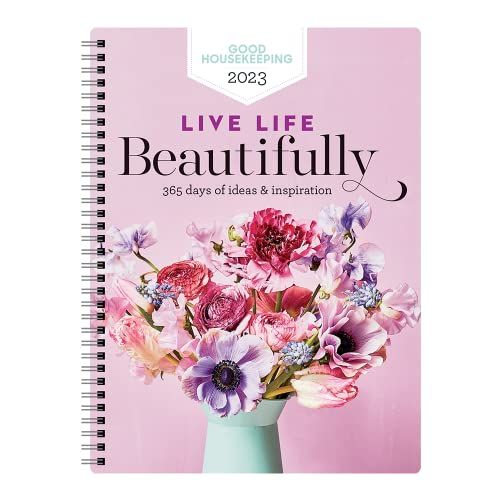 GOOD
HOUSEKEEPING
2023
LIVE LIFE
Beautifully
365 days of ideas & inspiration